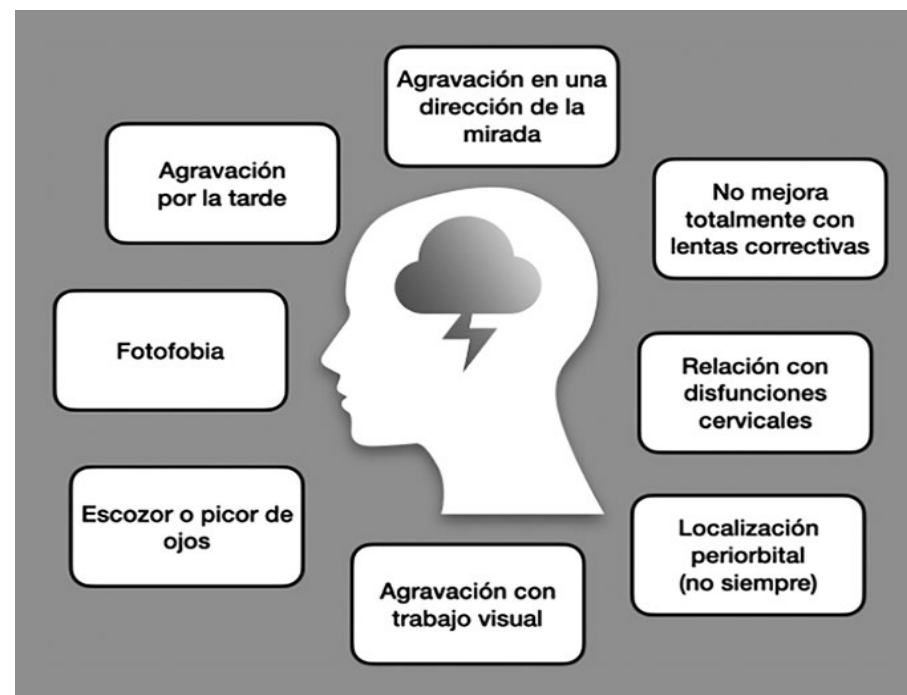 Agravación en una
dirección de la
mirada
Agravación
por la tarde
No mejora
totalmente con
lentas correctivas
Fotofobia
Relación con
disfunciones
cervicales
Escozor o picor de
ojos
Localización
periorbital
(no siempre)
Agravación con
trabajo visual